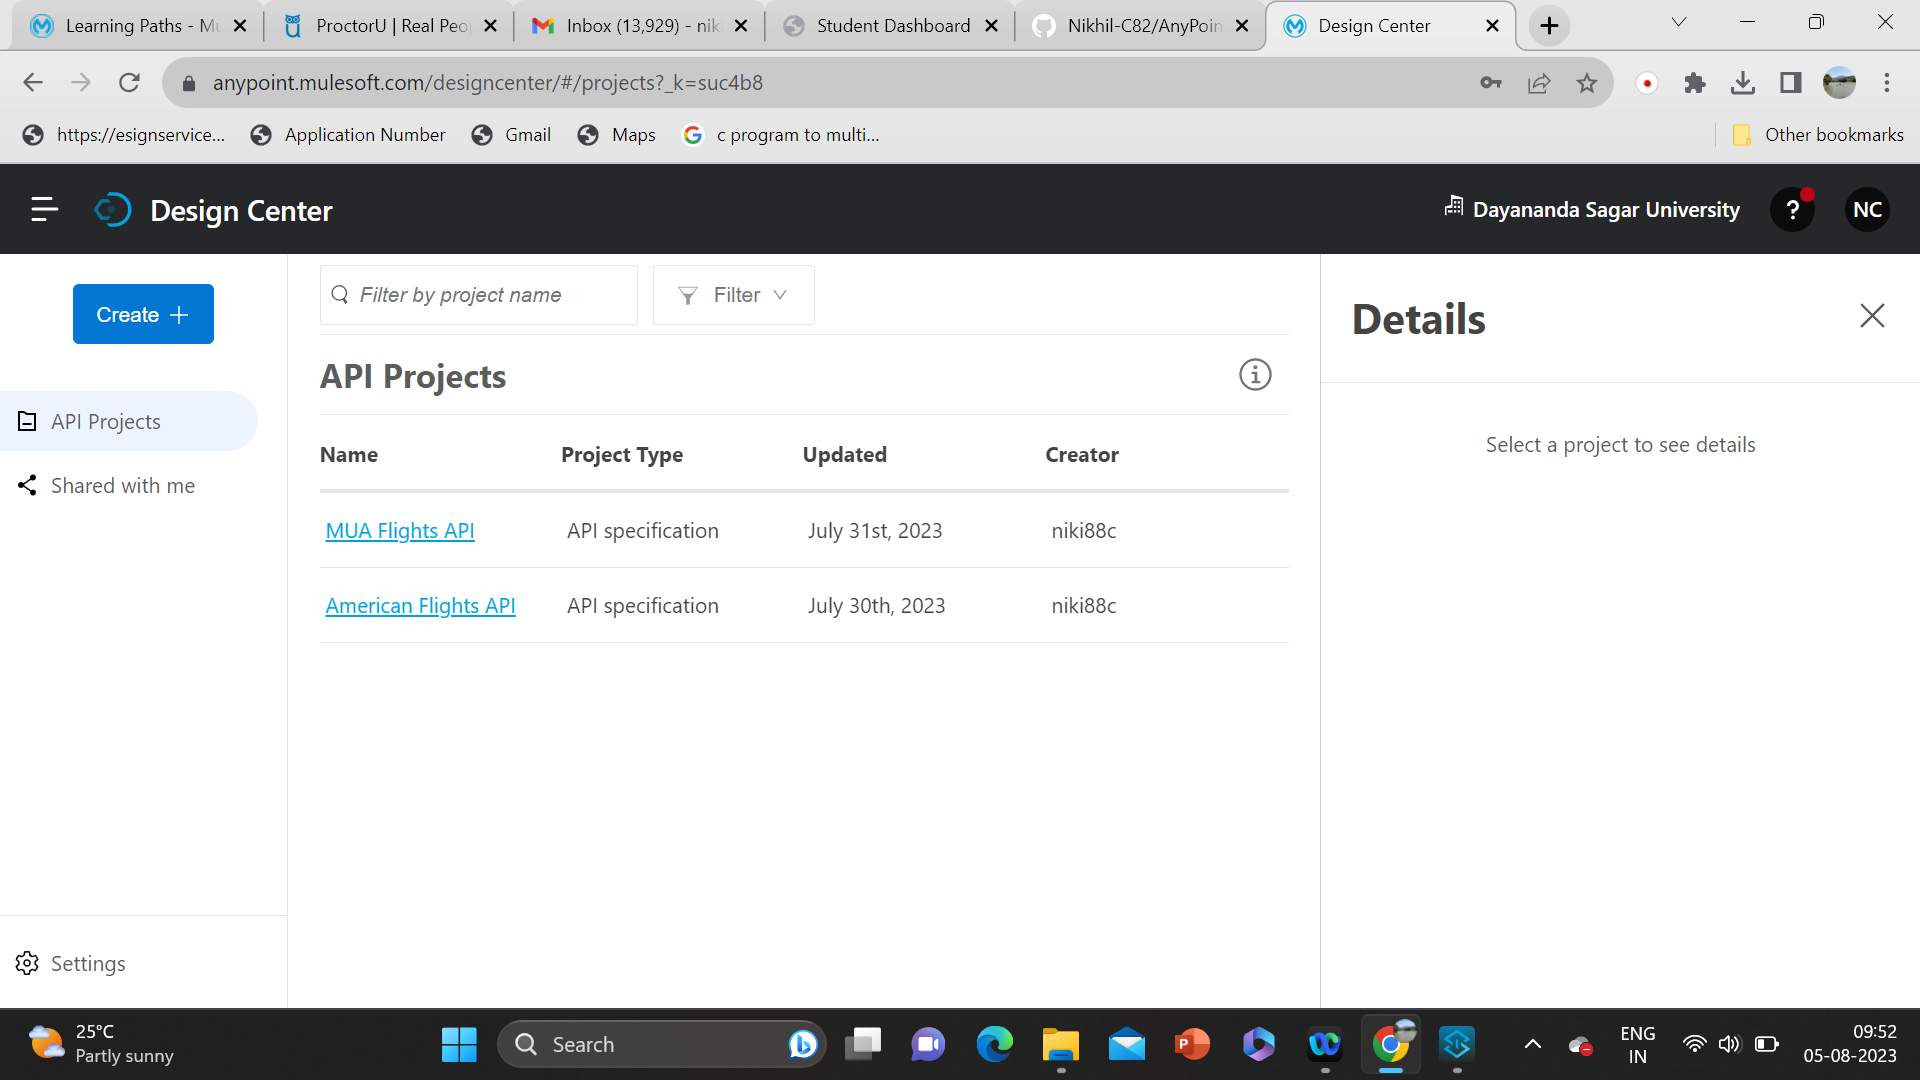 Learning Paths - Mu
ProctorU | Real Peop
Inbox (13,929) - nik
Student Dashboard
Nikhil-C82/AnyPoin
Design Center
anypoint.mulesoft.com/designcenter/#/projects?_k=suc4b8
https://esignservice...
Application Number
Gmail
Maps
c program to multi...
Other bookmarks
Design Center
Dayananda Sagar University
?
NC
Create
Filter by project name
Filter
Details
API Projects
API Projects
Shared with me
Name Project Type Updated Creator
Select a project to see details
MUA Flights API API specification July 31st, 2023 niki88c
American Flights API API specification July 30th, 2023 niki88c
Settings
25°C
Partly sunny
Search
ENG
IN
09:52
05-08-2023